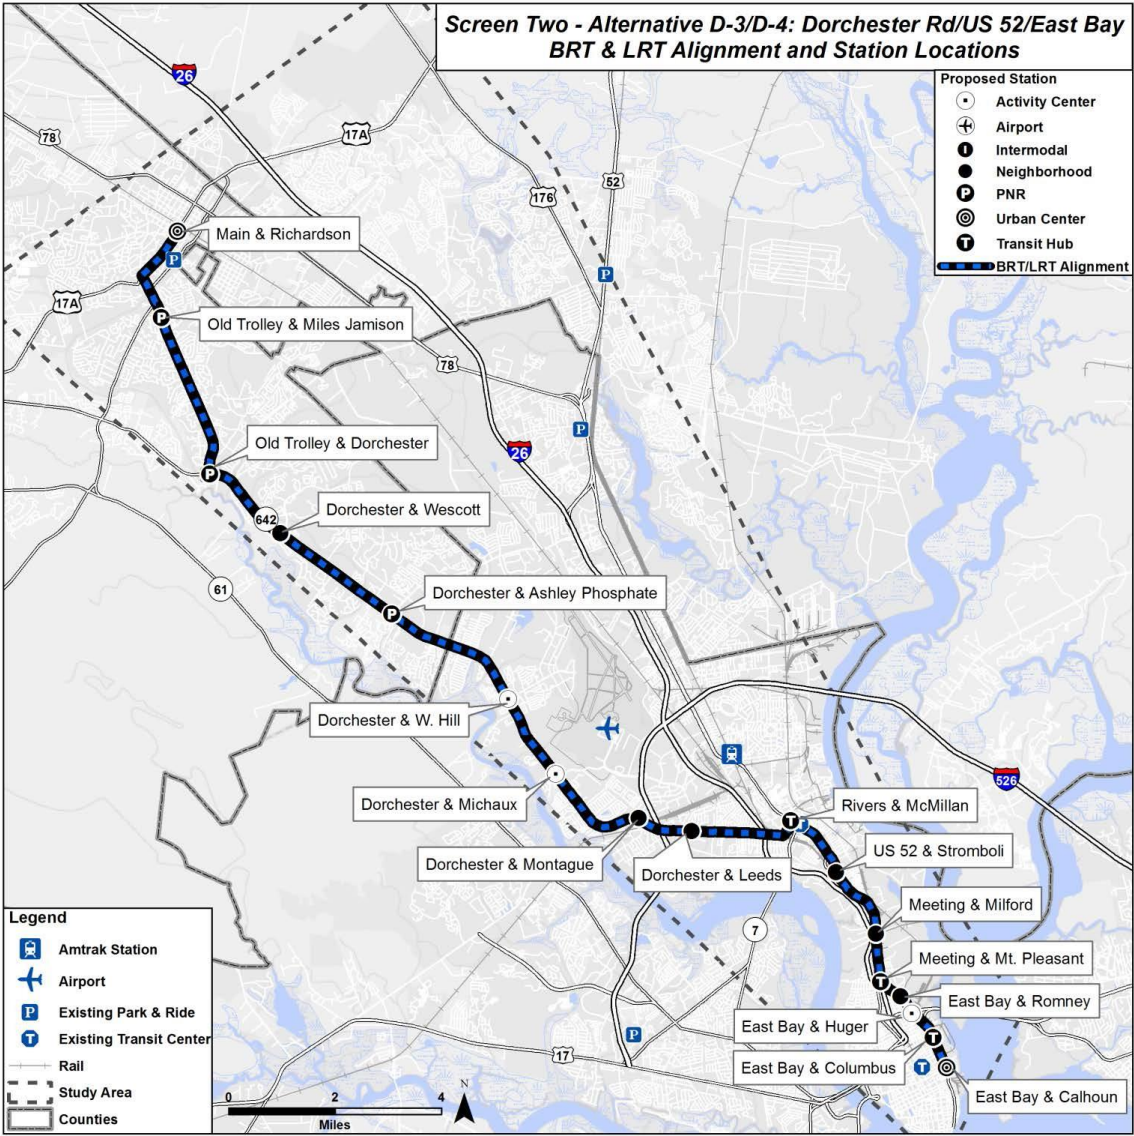 Screen Two - Alternative D-3/D-4: Dorchester Rd/US 52/East Bay
BRT & LRT Alignment and Station Locations
Proposed Station
Activity Center
Airport
I Intermodal
Neighborhood
P PNR
Urban Center
T Transit Hub
BRT/LRT Alignment
26
78
17A
176
52
Main & Richardson
P
P
17A
P
Old Trolley & Miles Jamison
78
P
26
Old Trolley & Dorchester
P
Dorchester & Wescott
642
61
Dorchester & Ashley Phosphate
P
Dorchester & W. Hill
526
Dorchester & Michaux
Rivers & McMillan
T
Dorchester & Montague
Dorchester & Leeds
US 52 & Stromboli
Meeting & Milford
7
Meeting & Mt. Pleasant
T
East Bay & Romney
East Bay & Huger
P
17
T
East Bay & Columbus
T
East Bay & Calhoun
Legend
Amtrak Station
Airport
P Existing Park & Ride
T Existing Transit Center
Rail
Study Area
Counties
0 2 4
Miles
N